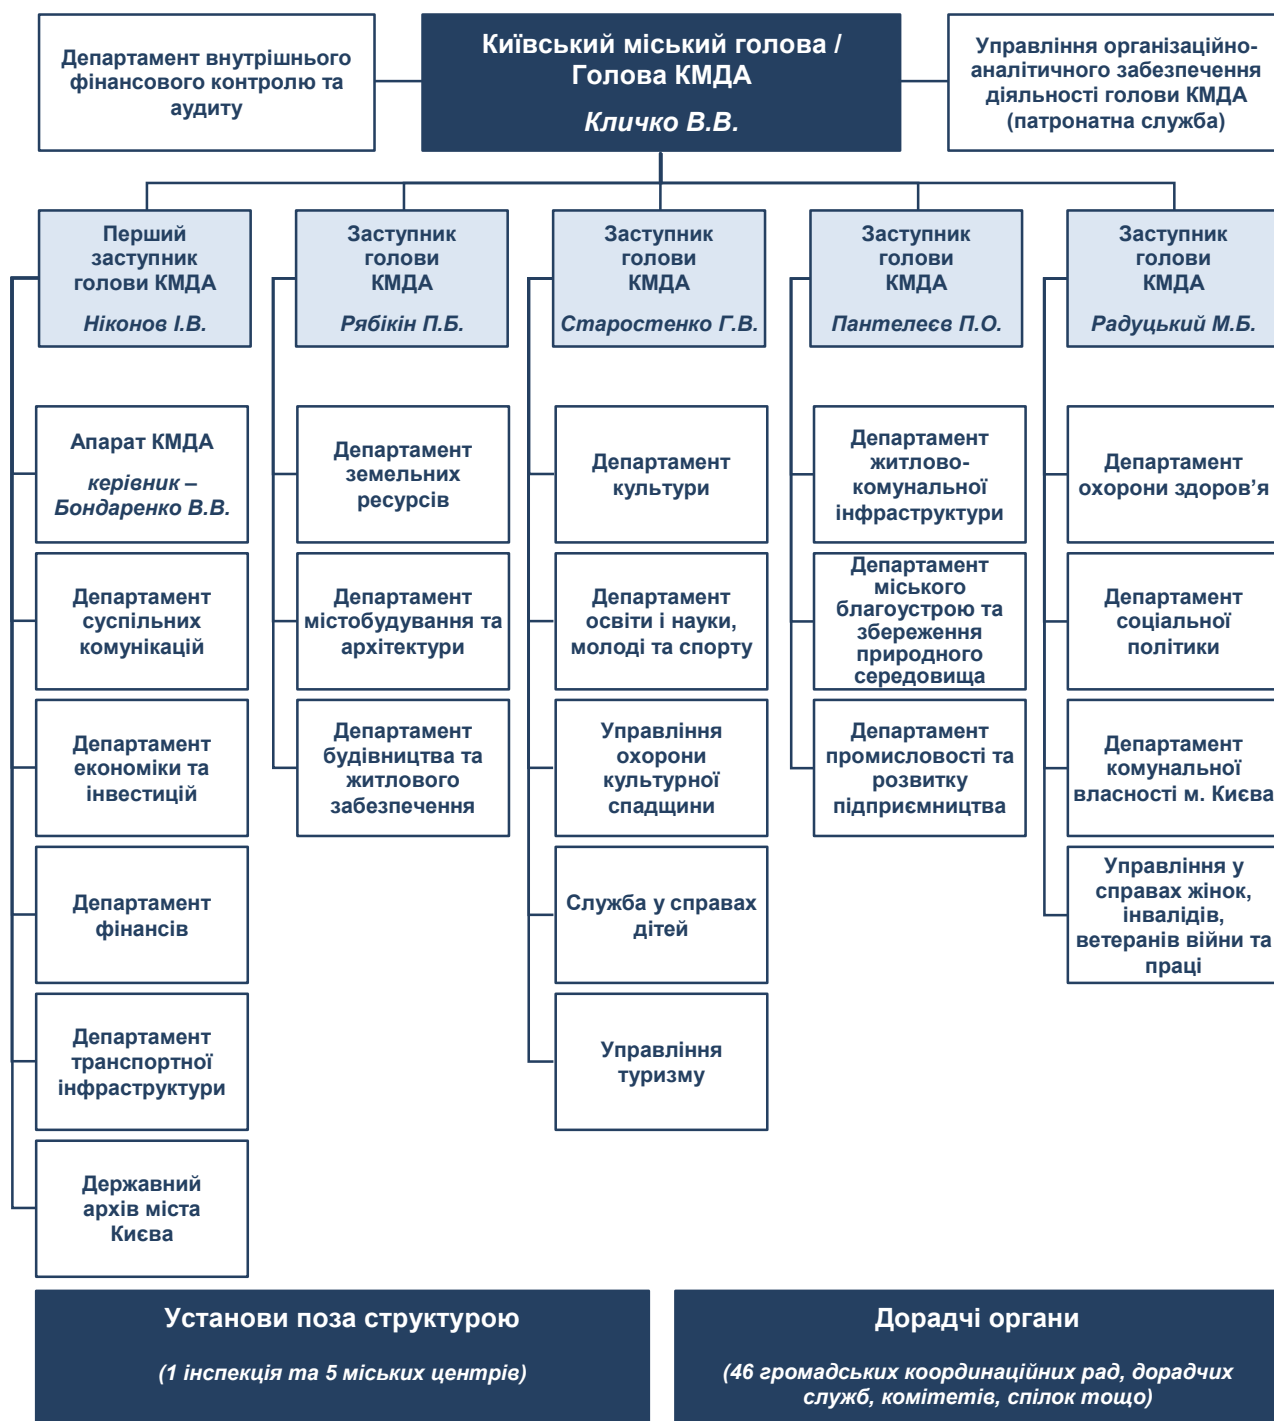 Департамент внутрішнього
фінансового контролю та
аудиту
Київський міський голова /
Голова КМДА
Кличко В.В.
Управління організаційно-
аналітичного забезпечення
діяльності голови КМДА
(патронатна служба)
Перший
заступник
голови КМДА
Ніконов І.В.
Заступник
голови
КМДА
Рябікін П.Б.
Заступник
голови
КМДА
Старостенко Г.В.
Заступник
голови
КМДА
Пантелеєв П.О.
Заступник
голови
КМДА
Радуцький М.Б.
Апарат КМДА
керівник –
Бондаренко В.В.
Департамент
земельних
ресурсів
Департамент
культури
Департамент
житлово-
комунальної
інфраструктури
Департамент
охорони здоров’я
Департамент
суспільних
комунікацій
Департамент
містобудування та
архітектури
Департамент
освіти і науки,
молоді та спорту
Департамент
міського
благоустрою та
збереження
природного
середовища
Департамент
соціальної
політики
Департамент
економіки та
інвестицій
Департамент
будівництва та
житлового
забезпечення
Управління
охорони
культурної
спадщини
Департамент
промисловості та
розвитку
підприємництва
Департамент
комунальної
власності м. Києва
Департамент
фінансів
Служба у справах
дітей
Управління у
справах жінок,
інвалідів,
ветеранів війни та
праці
Департамент
транспортної
інфраструктури
Управління
туризму
Державний
архів міста
Києва
Установи поза структурою
(1 інспекція та 5 міських центрів)
Дорадчі органи
(46 громадських координаційних рад, дорадчих
служб, комітетів, спілок тощо)